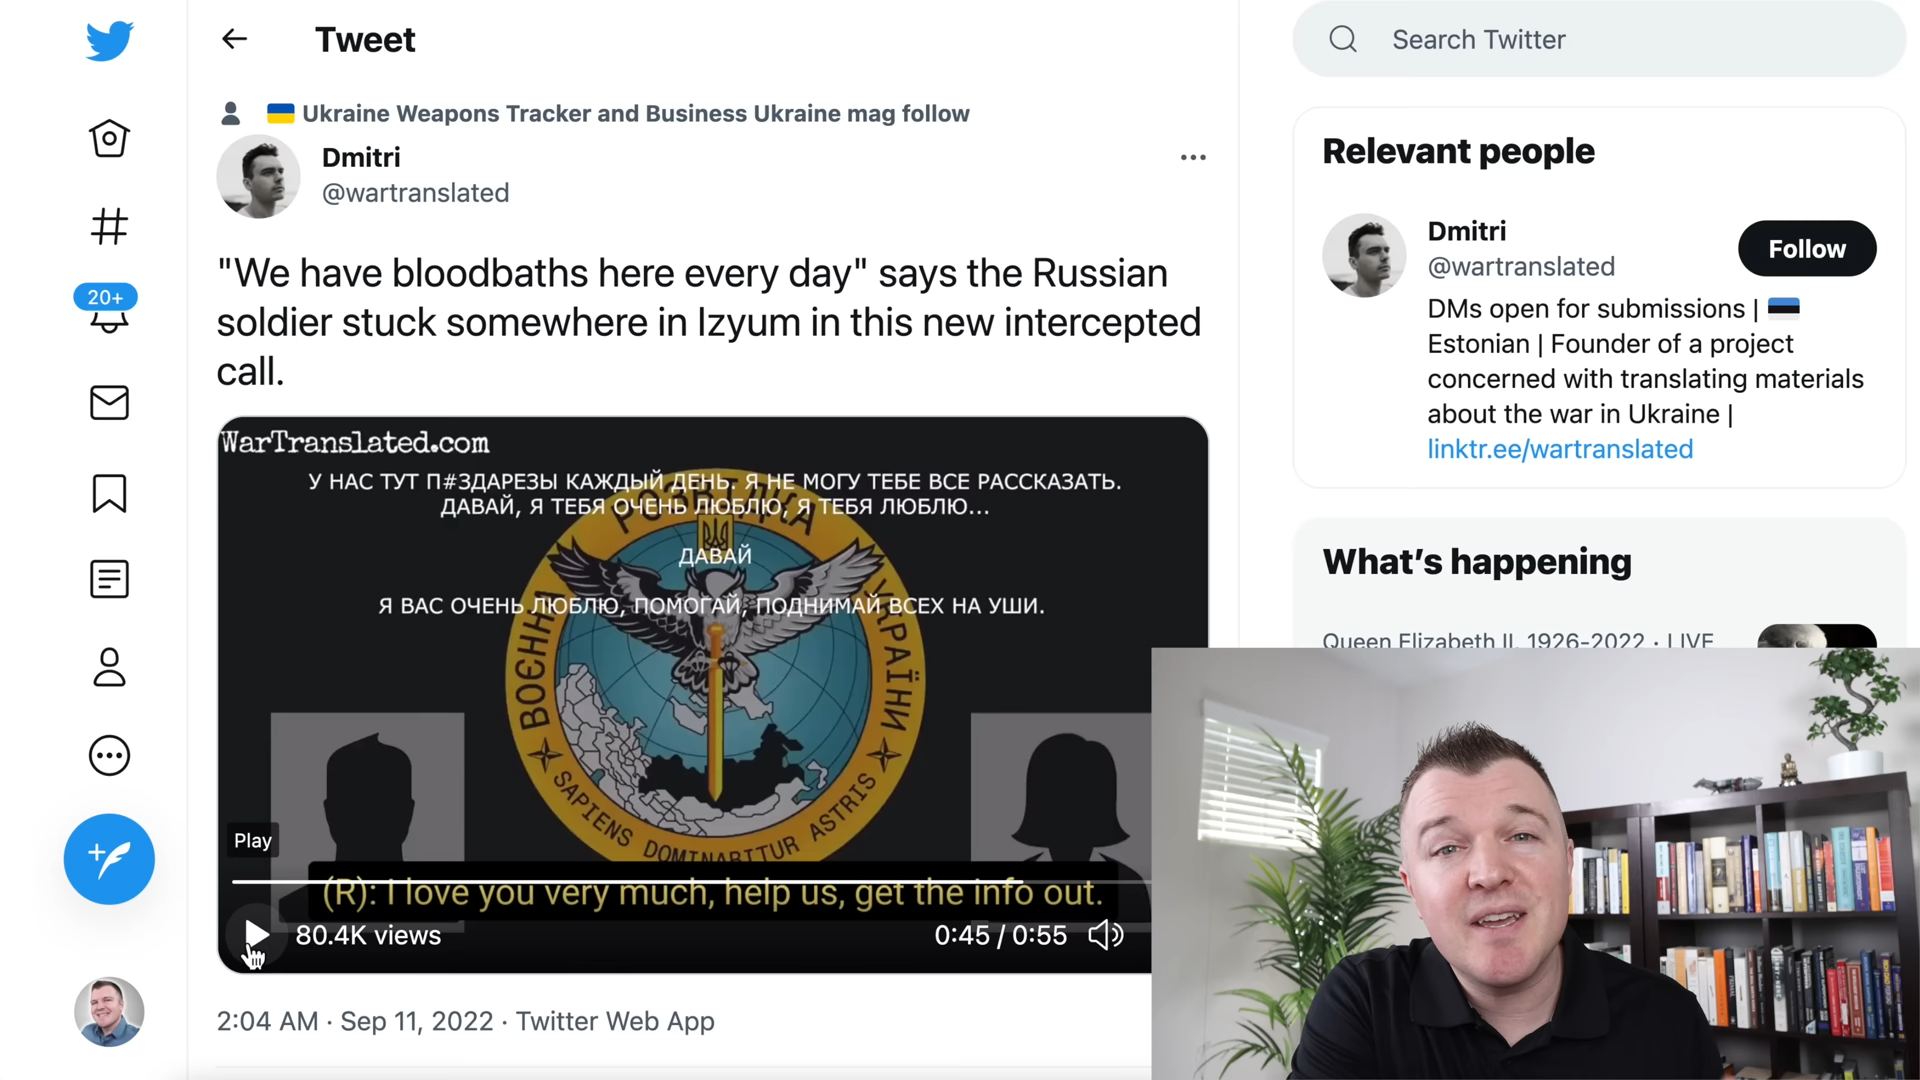 Tweet
Search Twitter
Ukraine Weapons Tracker and Business Ukraine mag follow
Dmitri
@wartranslated
20+
"We have bloodbaths here every day" says the Russian
soldier stuck somewhere in Izyum in this new intercepted
call.
WarTranslated.com
У НАС ТУТ П#ЗДАРЕЗЫ КАЖДЫЙ ДЕНЬ. Я НЕ МОГУ ТЕБЕ ВСЕ РАССКАЗАТЬ.
ДАВАЙ, Я ТЕБЯ ОЧЕНЬ ЛЮБЛЮ, Я ТЕБЯ ЛЮБЛЮ...
ДАВАЙ
Я ВАС ОЧЕНЬ ЛЮБЛЮ, ПОМОГАЙ, ПОДНИМАЙ ВСЕХ НА УШИ.
ВОЄННА РОЗВІДКА УКРАЇНИ
SAPIENS DOMINABITUR ASTRIS
Play
(R): I love you very much, help us, get the info out.
80.4K views
0:45 / 0:55
2:04 AM · Sep 11, 2022 · Twitter Web App
Relevant people
Dmitri
@wartranslated
Follow
DMs open for submissions |
Estonian | Founder of a project
concerned with translating materials
about the war in Ukraine |
linktr.ee/wartranslated
What's happening
Queen Elizabeth II, 1926-2022 · LIVE